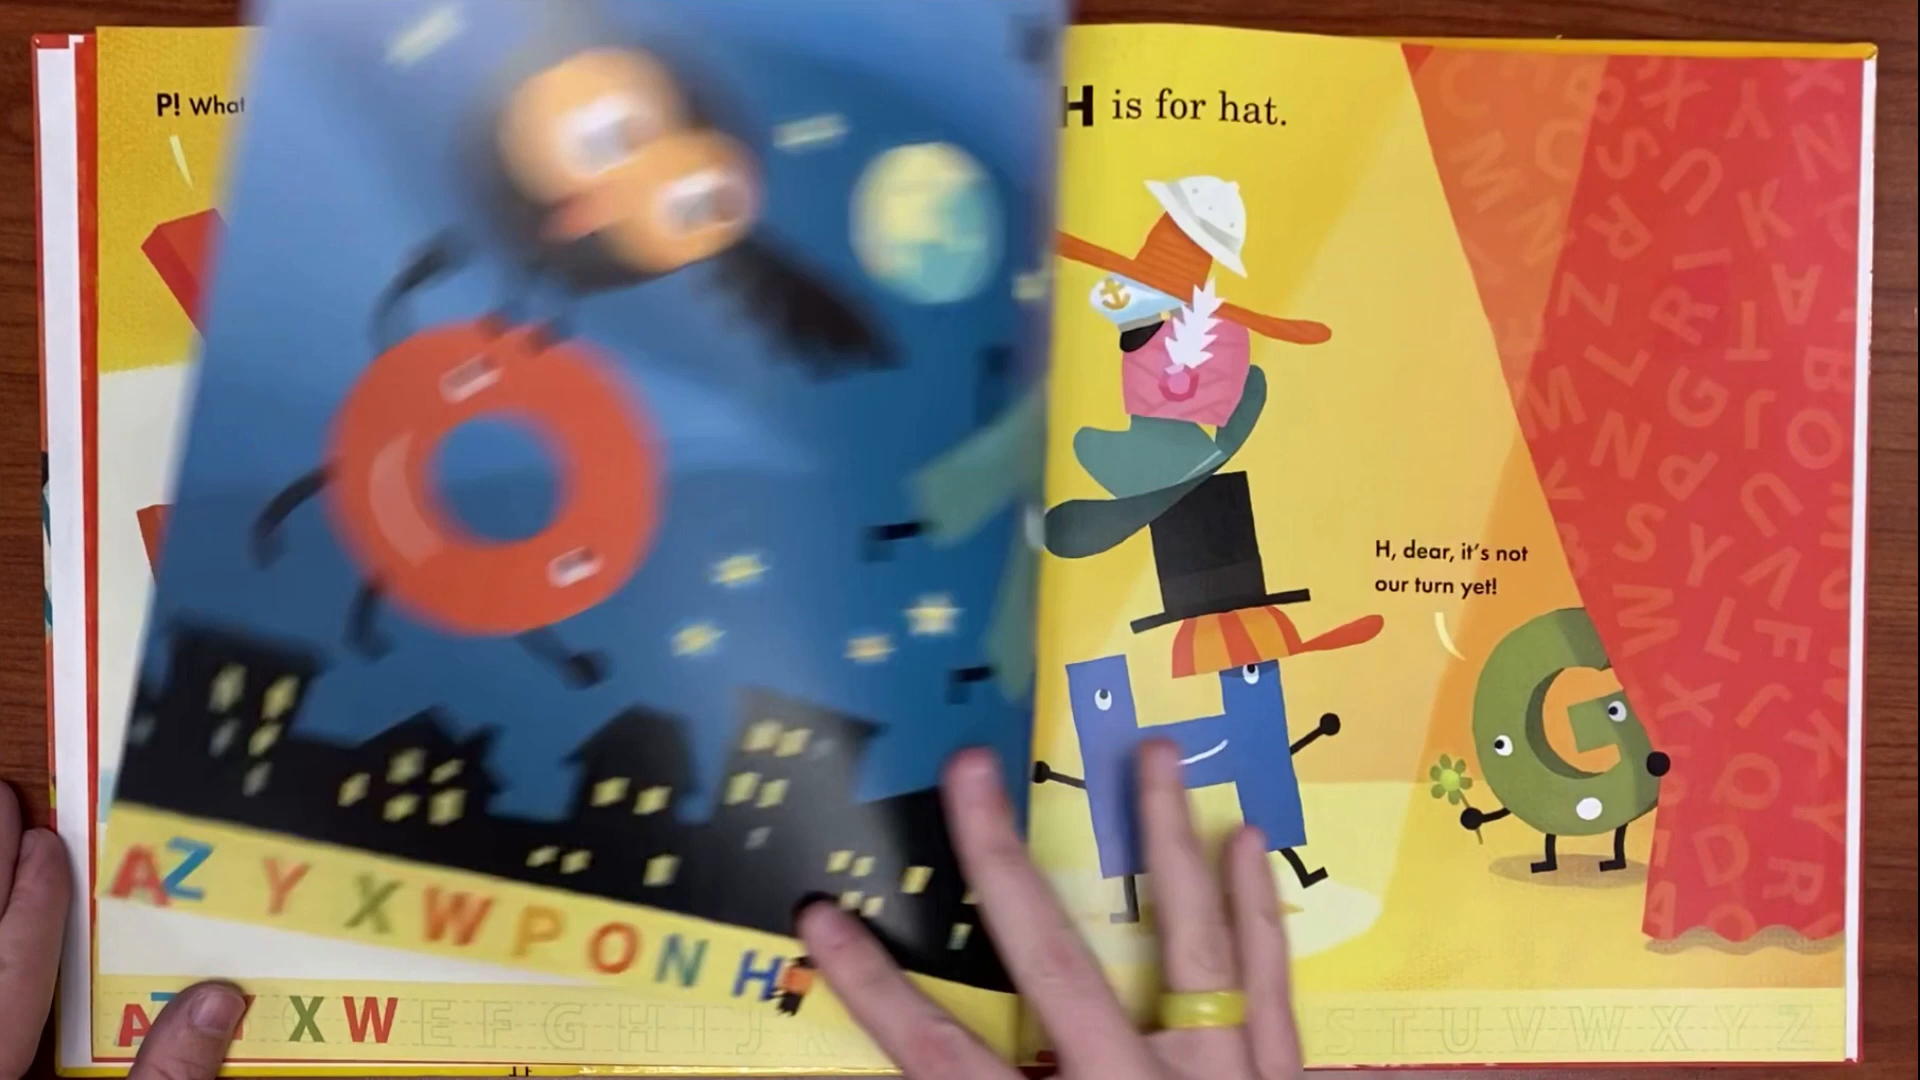 P! What
H is for hat.
H, dear, it's not
our turn yet!
A Z Y X W P O N H
A Z Y X W E F G H I J K
S T U V W X Y Z